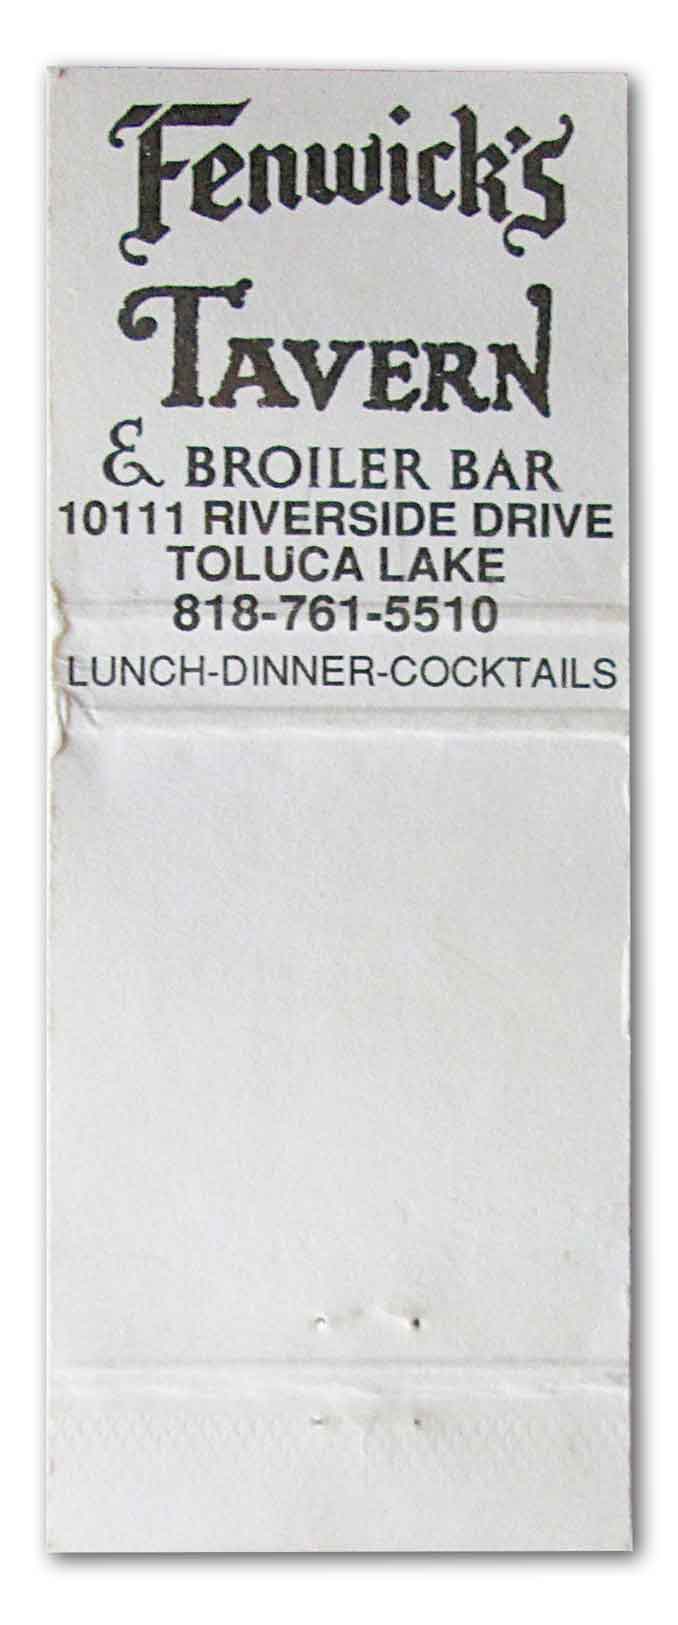 Fenwick's
TAVERN
& BROILER BAR
10111 RIVERSIDE DRIVE
TOLUCA LAKE
818-761-5510
LUNCH-DINNER-COCKTAILS